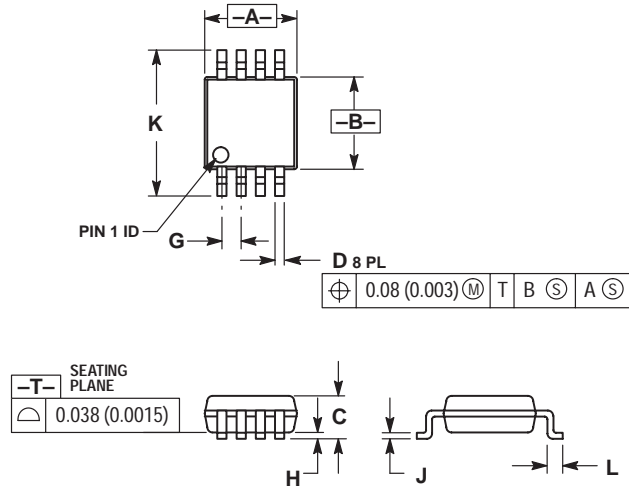 –A–
K
–B–
PIN 1 ID
G
D 8 PL
⌖ 0.08 (0.003) Ⓜ T B Ⓢ A Ⓢ
–T– SEATING
PLANE
⌓ 0.038 (0.0015)
C
H
J
L